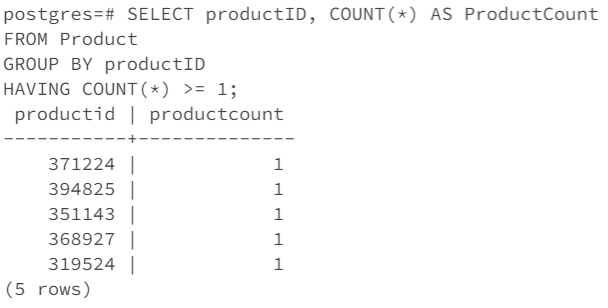 postgres=# SELECT productID, COUNT(*) AS ProductCount
FROM Product
GROUP BY productID
HAVING COUNT(*) >= 1;
 productid | productcount
-----------+--------------
    371224 |            1
    394825 |            1
    351143 |            1
    368927 |            1
    319524 |            1
(5 rows)